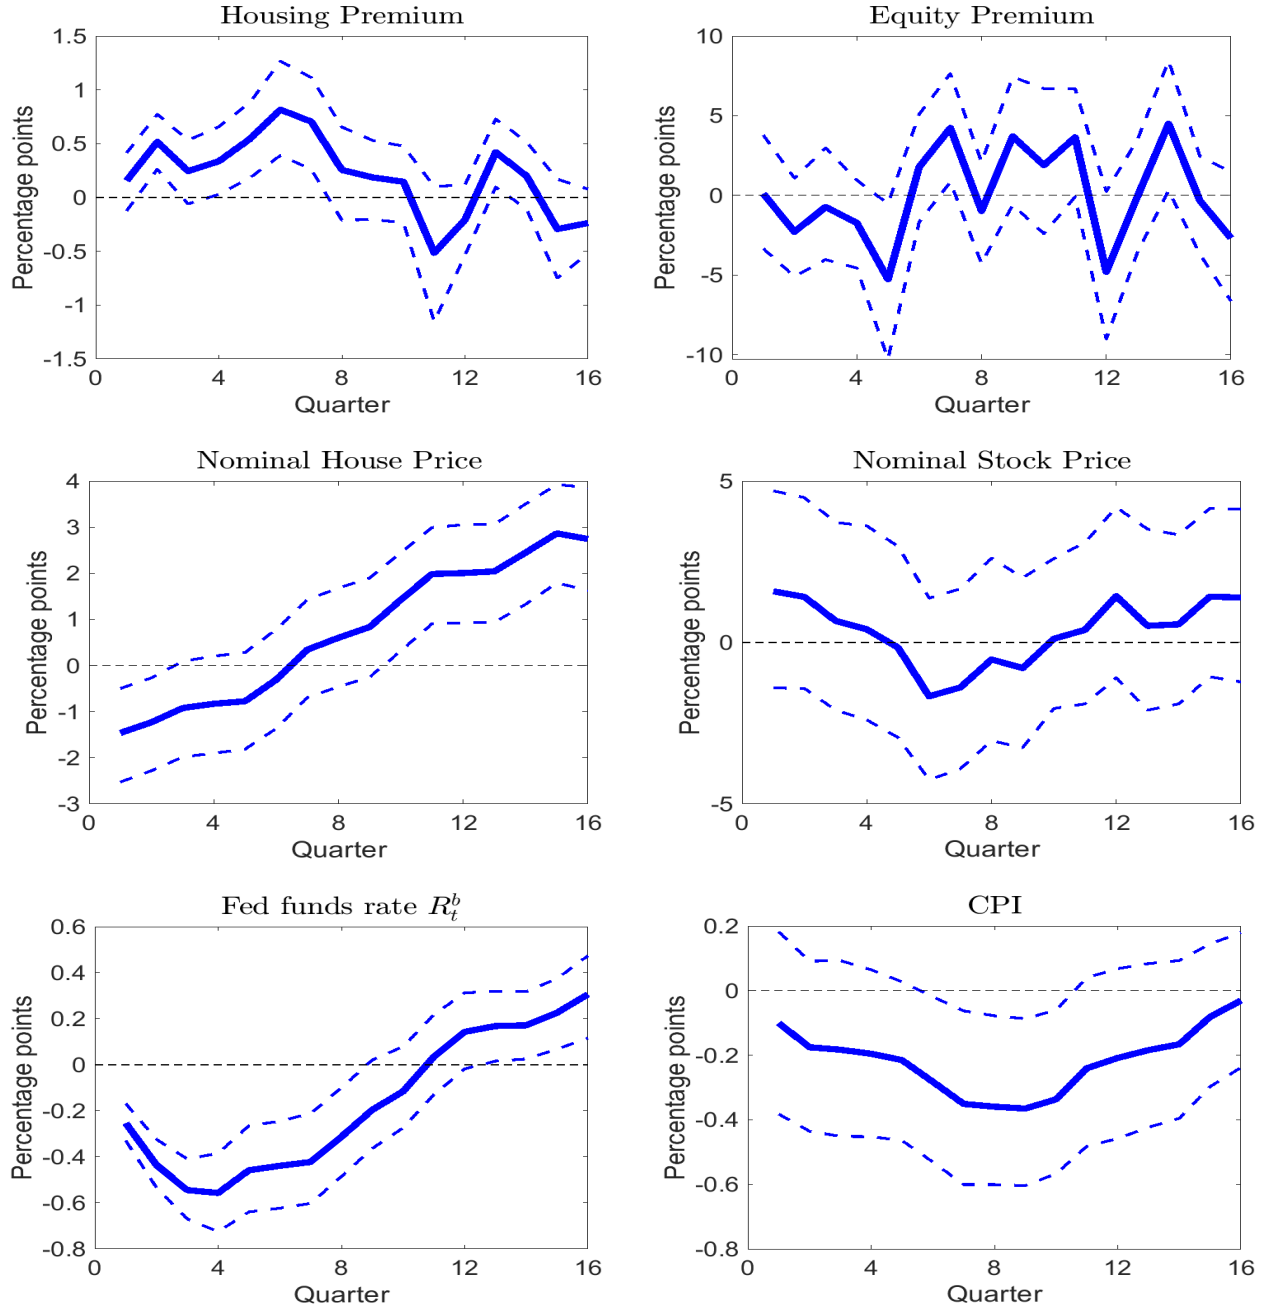 Housing Premium
Percentage points
1.5
1
0.5
0
-0.5
-1
-1.5
0 4 8 12 16
Quarter
Equity Premium
Percentage points
10
5
0
-5
-10
0 4 8 12 16
Quarter
Nominal House Price
Percentage points
4
3
2
1
0
-1
-2
-3
0 4 8 12 16
Quarter
Nominal Stock Price
Percentage points
5
0
-5
0 4 8 12 16
Quarter
Fed funds rate $R_t^b$
Percentage points
0.6
0.4
0.2
0
-0.2
-0.4
-0.6
-0.8
0 4 8 12 16
Quarter
CPI
Percentage points
0.2
0
-0.2
-0.4
-0.6
-0.8
0 4 8 12 16
Quarter